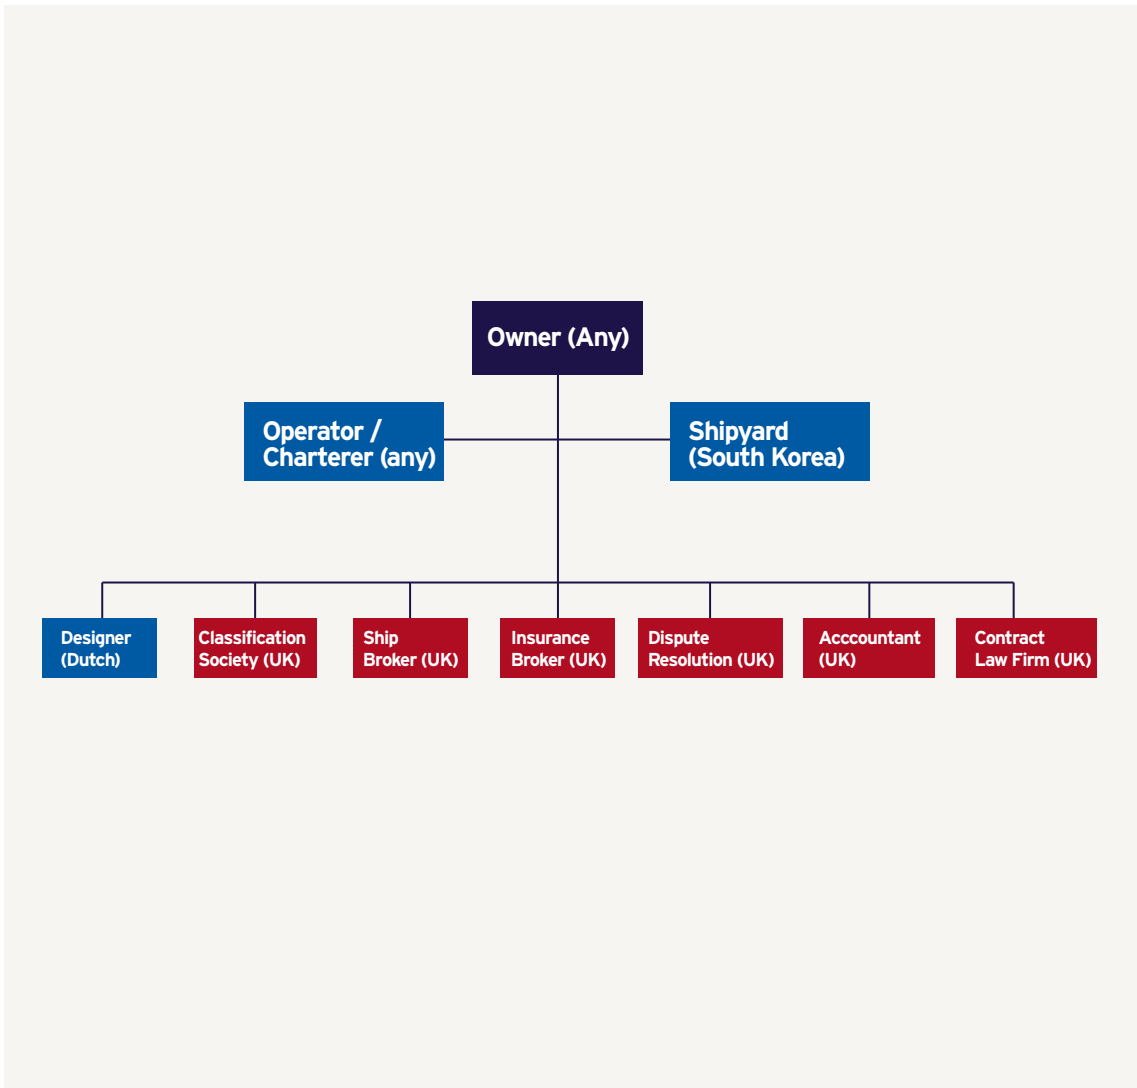 Owner (Any)
Operator /
Charterer (any)
Shipyard
(South Korea)
Designer
(Dutch)
Classification
Society (UK)
Ship
Broker (UK)
Insurance
Broker (UK)
Dispute
Resolution (UK)
Acccountant
(UK)
Contract
Law Firm (UK)